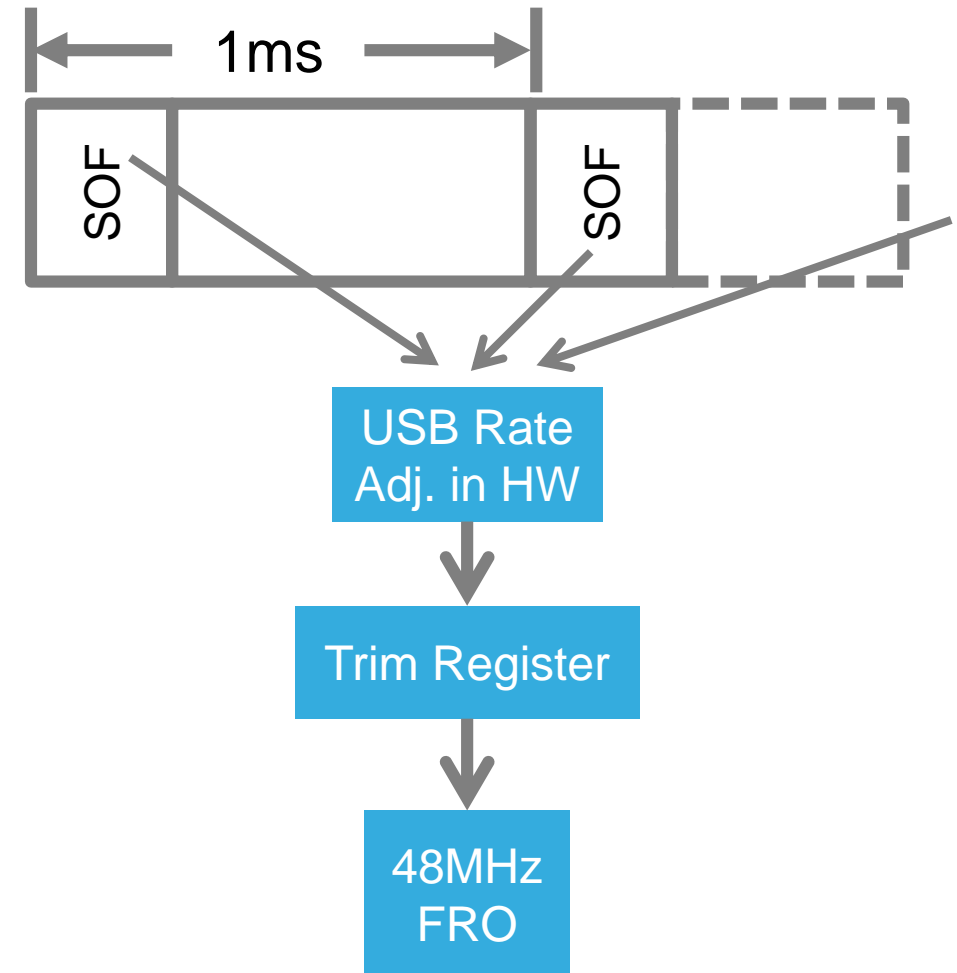 1ms
SOF
SOF
USB Rate
Adj. in HW
Trim Register
48MHz
FRO